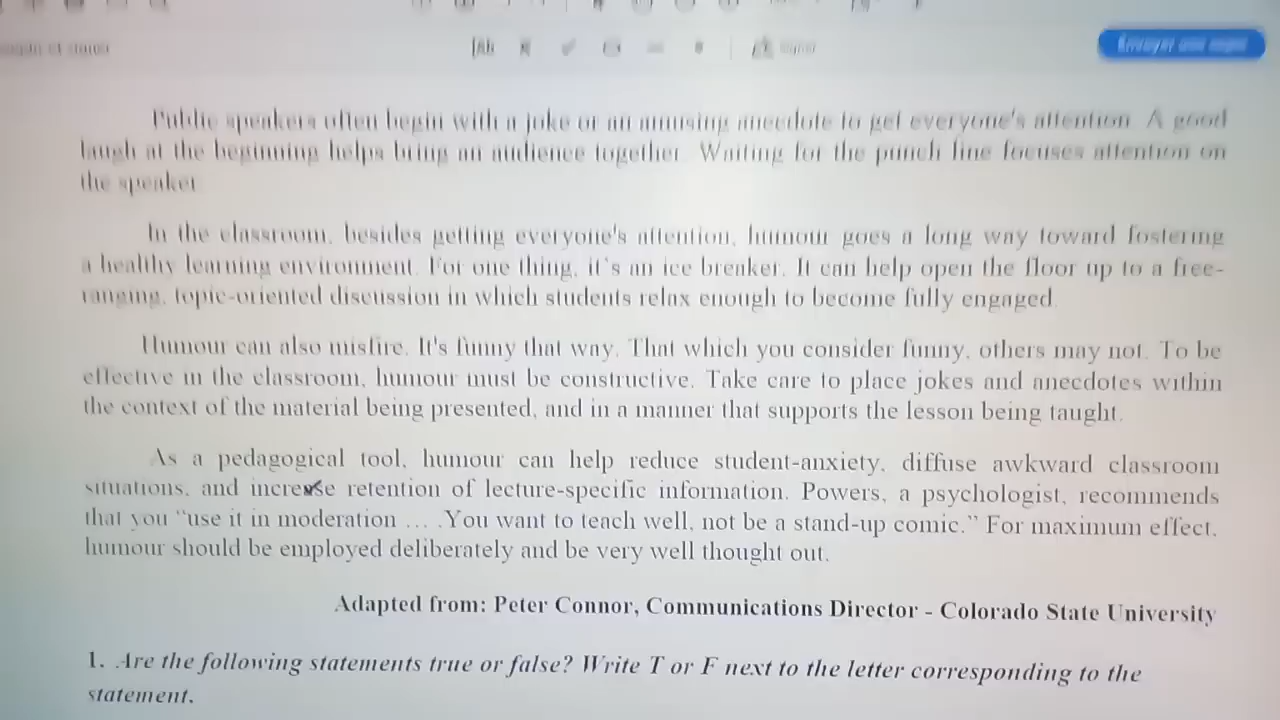 Public speakers often begin with a joke or an amusing anecdote to get everyone's attention. A good
laugh at the beginning helps bring an audience together. Waiting for the punch line focuses attention on
the speaker.
In the classroom, besides getting everyone's attention, humour goes a long way toward fostering
a healthy learning environment. For one thing, it's an ice breaker. It can help open the floor up to a free-
ranging, topic-oriented discussion in which students relax enough to become fully engaged.
Humour can also misfire. It's funny that way. That which you consider funny, others may not. To be
effective in the classroom, humour must be constructive. Take care to place jokes and anecdotes within
the context of the material being presented, and in a manner that supports the lesson being taught.
As a pedagogical tool, humour can help reduce student-anxiety, diffuse awkward classroom
situations, and increase retention of lecture-specific information. Powers, a psychologist, recommends
that you “use it in moderation ... .You want to teach well, not be a stand-up comic.” For maximum effect,
humour should be employed deliberately and be very well thought out.
Adapted from: Peter Connor, Communications Director - Colorado State University
1. Are the following statements true or false? Write T or F next to the letter corresponding to the
statement.